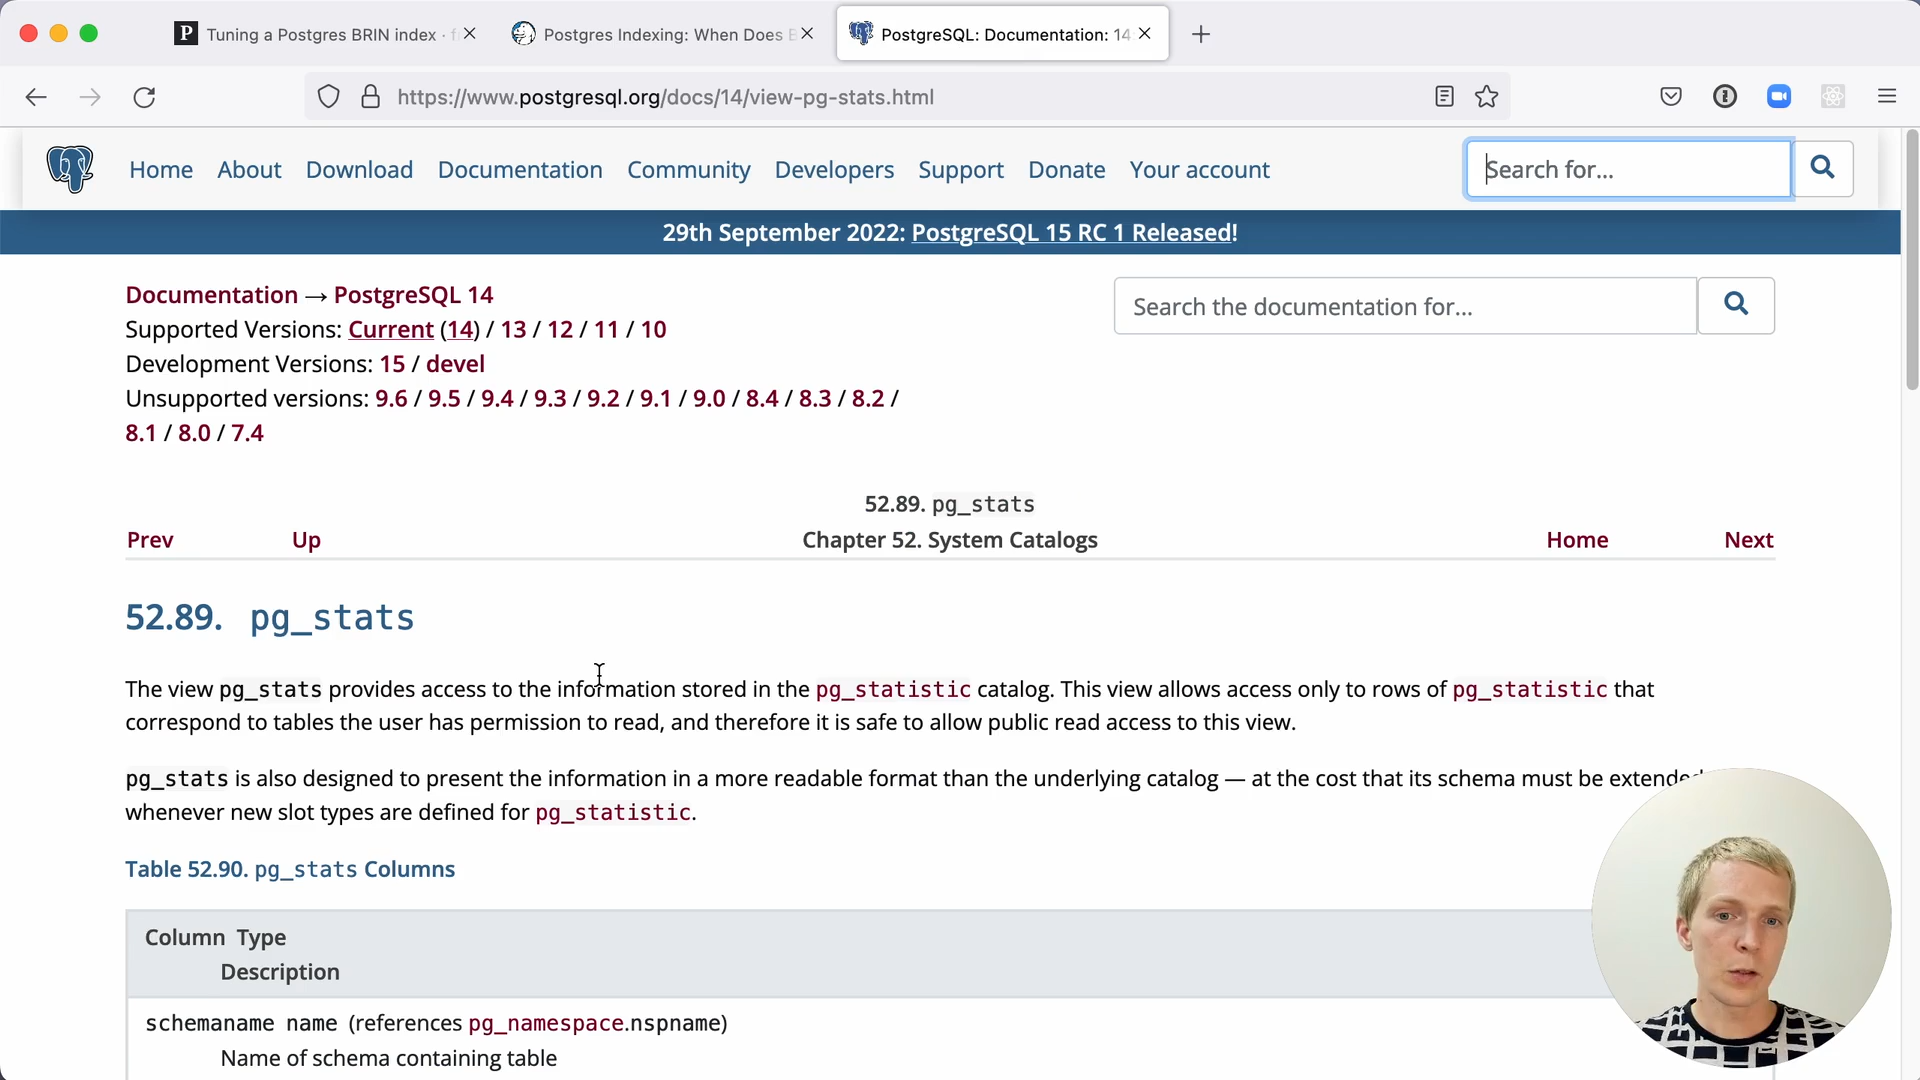 Tuning a Postgres BRIN index ·
Postgres Indexing: When Does
PostgreSQL: Documentation: 14
https://www.postgresql.org/docs/14/view-pg-stats.html
Home About Download Documentation Community Developers Support Donate Your account
Search for...
29th September 2022: PostgreSQL 15 RC 1 Released!
Documentation → PostgreSQL 14
Search the documentation for...
Supported Versions: Current (14) / 13 / 12 / 11 / 10
Development Versions: 15 / devel
Unsupported versions: 9.6 / 9.5 / 9.4 / 9.3 / 9.2 / 9.1 / 9.0 / 8.4 / 8.3 / 8.2 /
8.1 / 8.0 / 7.4
52.89. pg_stats
Prev Up Chapter 52. System Catalogs Home Next
52.89. pg_stats
The view pg_stats provides access to the information stored in the pg_statistic catalog. This view allows access only to rows of pg_statistic that
correspond to tables the user has permission to read, and therefore it is safe to allow public read access to this view.
pg_stats is also designed to present the information in a more readable format than the underlying catalog — at the cost that its schema must be extended
whenever new slot types are defined for pg_statistic.
Table 52.90. pg_stats Columns
Column Type
Description
schemaname name (references pg_namespace.nspname)
Name of schema containing table